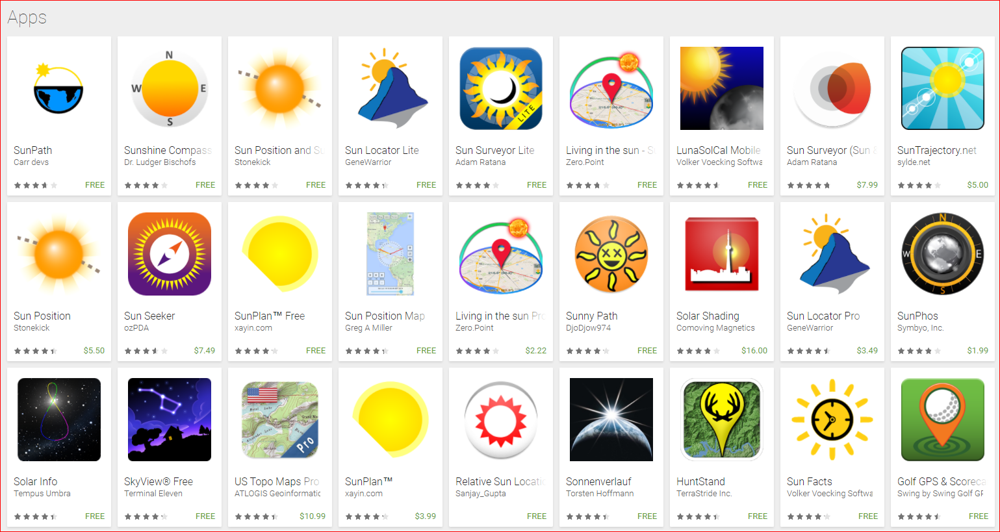 Apps
N
W E
S
LITE
SunPath
Sunshine Compass
Sun Position and Su
Sun Locator Lite
Sun Surveyor Lite
Living in the sun - S
LunaSolCal Mobile
Sun Surveyor (Sun &
SunTrajectory.net
Carr devs
Dr. Ludger Bischofs
Stonekick
GeneWarrior
Adam Ratana
Zero.Point
Volker Voecking Softwa
Adam Ratana
sylde.net
FREE
FREE
FREE
FREE
FREE
FREE
FREE
$7.99
$5.00
N
W E
S
Sun Position
Sun Seeker
SunPlan™ Free
Sun Position Map
Living in the sun Pro
Sunny Path
Solar Shading
Sun Locator Pro
SunPhos
Stonekick
ozPDA
xayin.com
Greg A Miller
Zero.Point
DjoDjow974
Comoving Magnetics
GeneWarrior
Symbyo, Inc.
$5.50
$7.49
FREE
FREE
$2.22
FREE
$16.00
$3.49
$1.99
Pro
Solar Info
SkyView® Free
US Topo Maps Pro
SunPlan™
Relative Sun Locatio
Sonnenverlauf
HuntStand
Sun Facts
Golf GPS & Scoreca
Tempus Umbra
Terminal Eleven
ATLOGIS Geoinformatic
xayin.com
Sanjay_Gupta
Torsten Hoffmann
TerraStride Inc.
Volker Voecking Softwa
Swing by Swing Golf GP
FREE
FREE
$10.99
$3.99
FREE
FREE
FREE
FREE
FREE